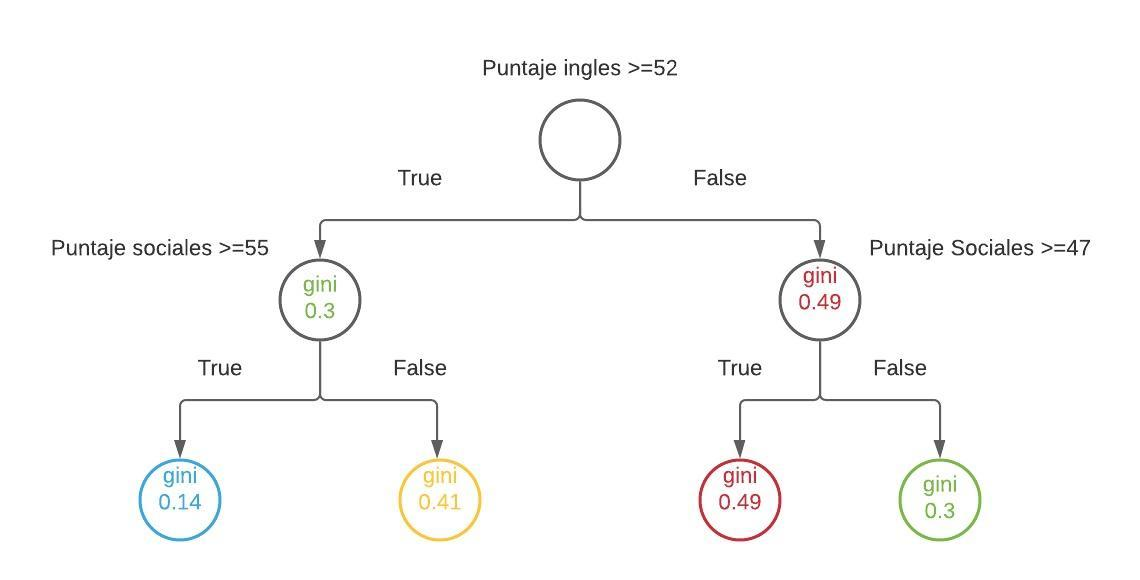 Puntaje ingles >=52
True
False
Puntaje sociales >=55
Puntaje Sociales >=47
gini
0.3
gini
0.49
True
False
True
False
gini
0.14
gini
0.41
gini
0.49
gini
0.3